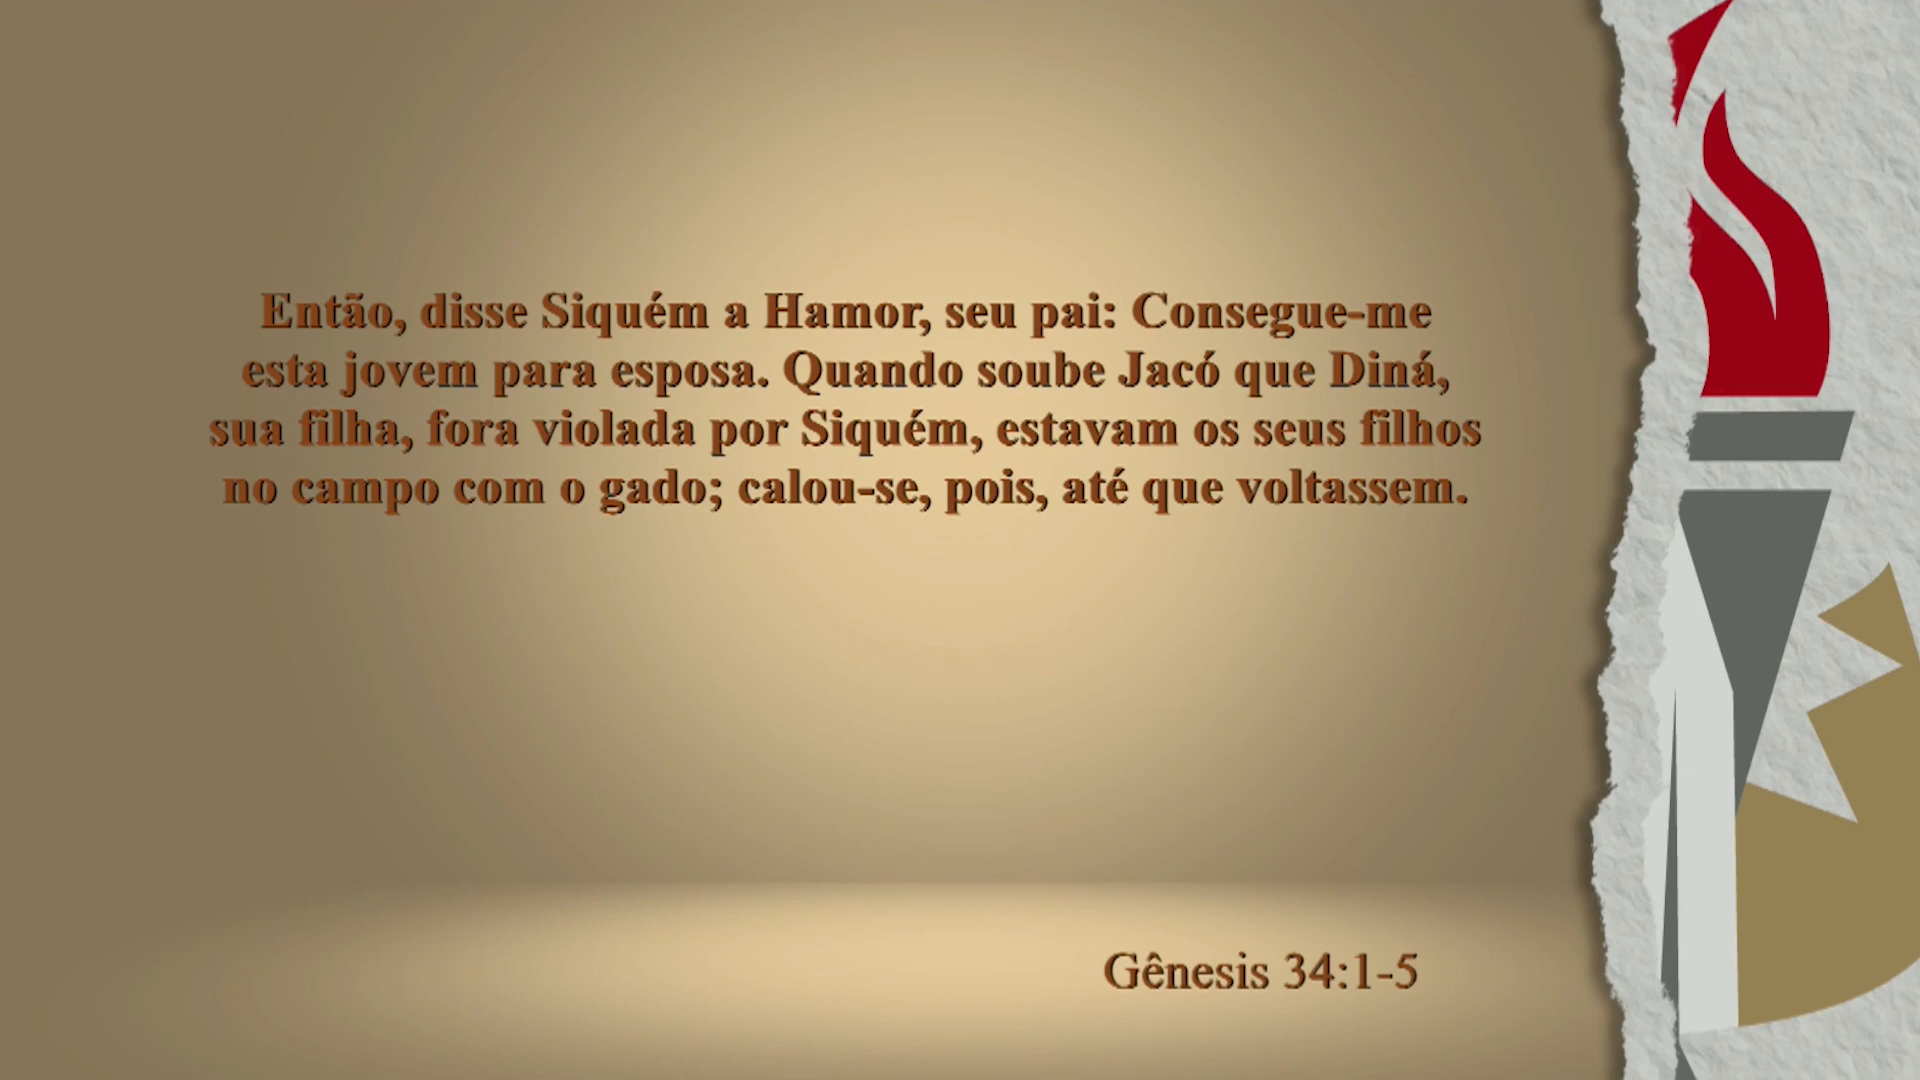 Então, disse Siquém a Hamor, seu pai: Consegue-me
esta jovem para esposa. Quando soube Jacó que Diná,
sua filha, fora violada por Siquém, estavam os seus filhos
no campo com o gado; calou-se, pois, até que voltassem.
Gênesis 34:1-5